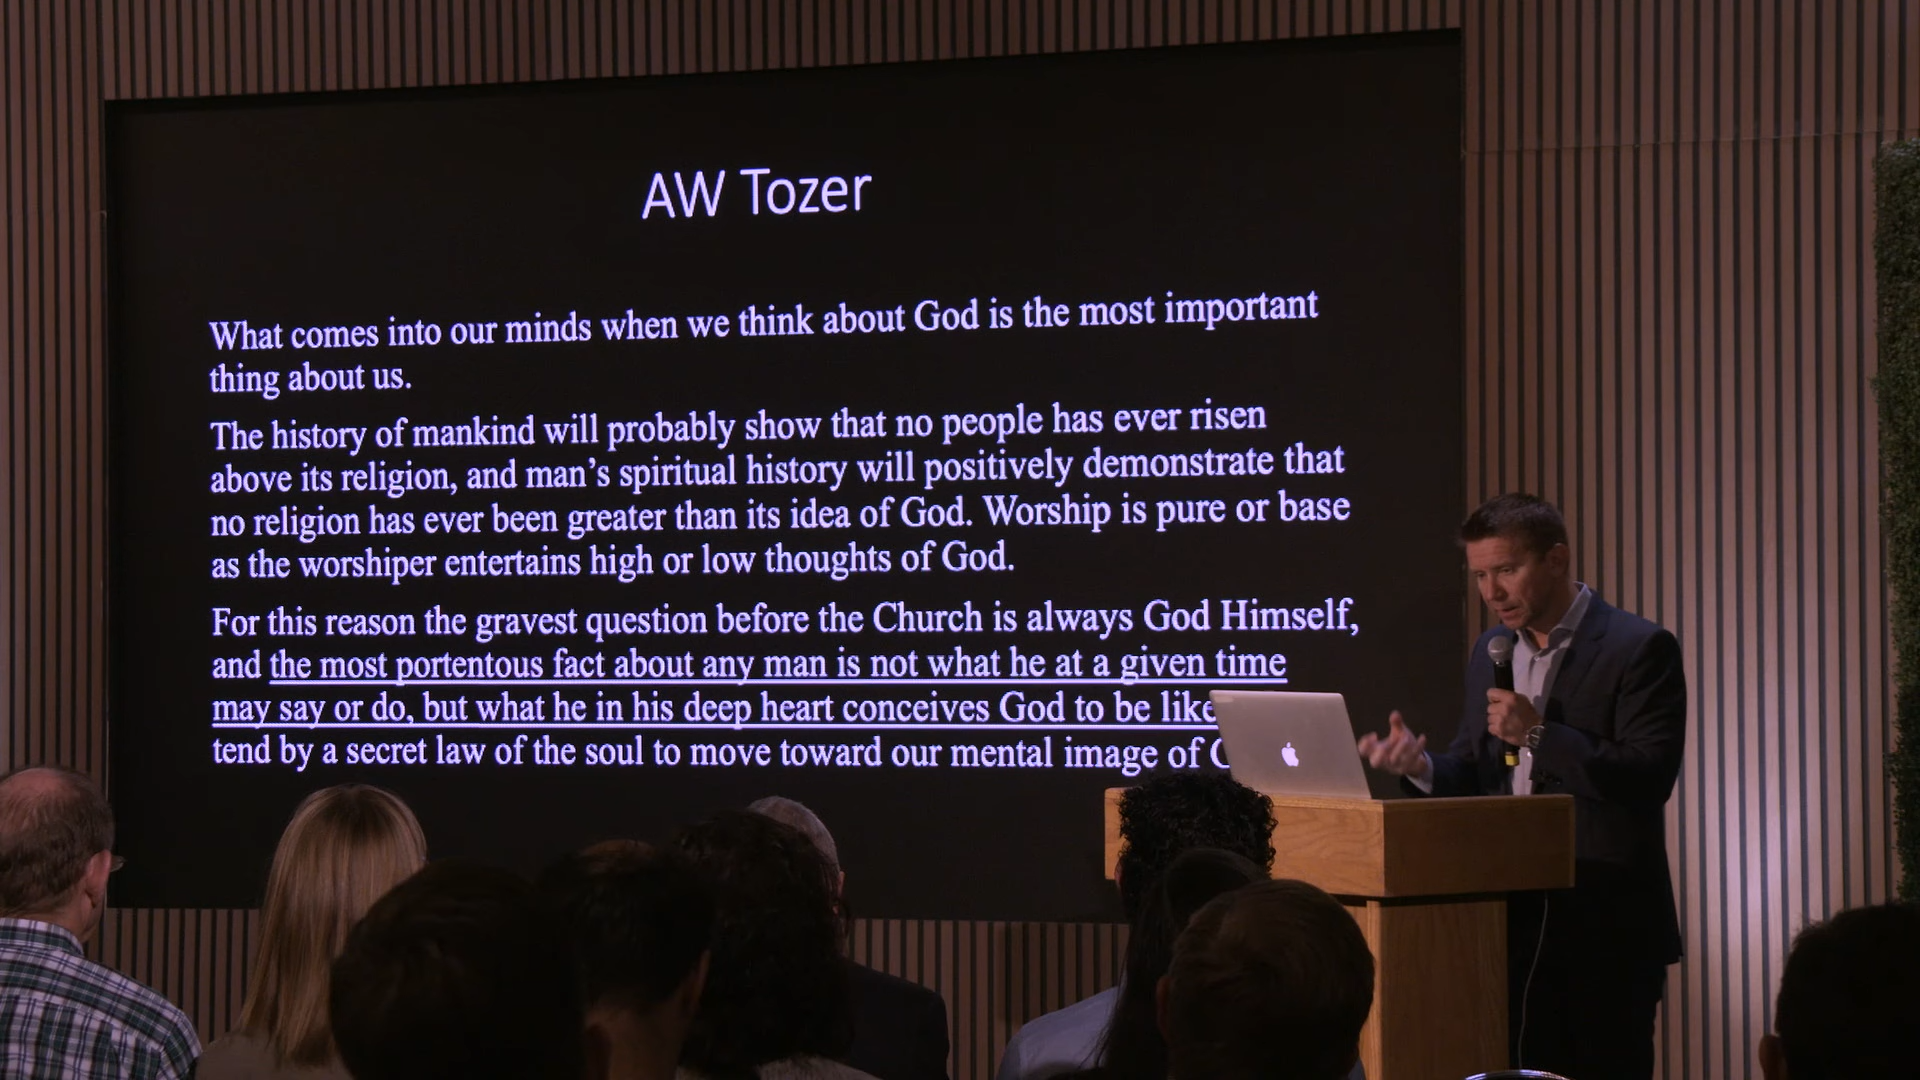 AW Tozer
What comes into our minds when we think about God is the most important
thing about us.
The history of mankind will probably show that no people has ever risen
above its religion, and man’s spiritual history will positively demonstrate that
no religion has ever been greater than its idea of God. Worship is pure or base
as the worshiper entertains high or low thoughts of God.
For this reason the gravest question before the Church is always God Himself,
and the most portentous fact about any man is not what he at a given time
may say or do, but what he in his deep heart conceives God to be like
tend by a secret law of the soul to move toward our mental image of